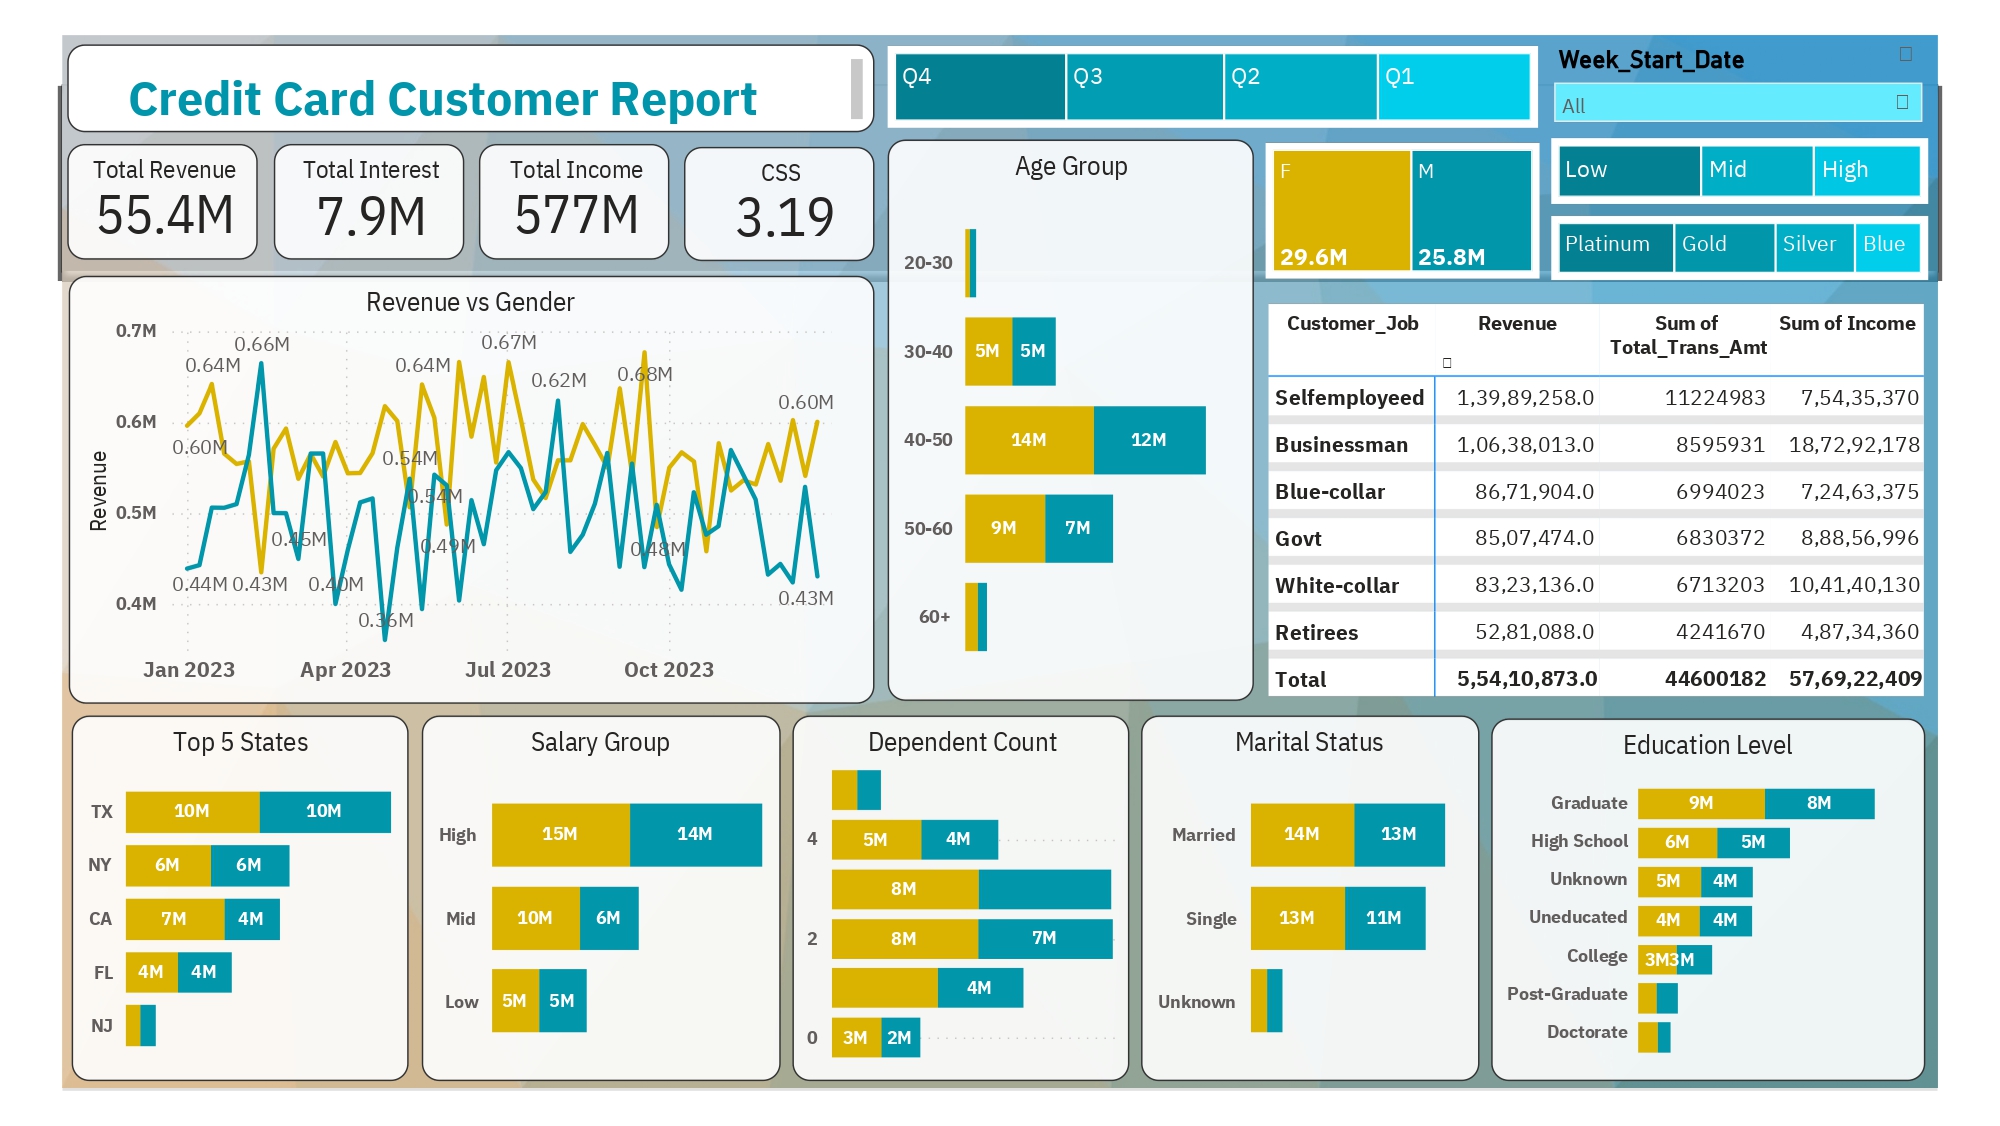 Credit Card Customer Report
Q4 Q3 Q2 Q1
Week_Start_Date
All
Total Revenue
55.4M
Total Interest
7.9M
Total Income
577M
CSS
3.19
F
29.6M
M
25.8M
Low Mid High
Platinum Gold Silver Blue
Revenue vs Gender
Revenue
0.7M
0.6M
0.5M
0.4M
0.66M
0.67M
0.64M
0.64M
0.62M
0.68M
0.60M
0.60M
0.54M
0.54M
0.45M
0.49M
0.48M
0.44M
0.43M
0.40M
0.36M
0.43M
Jan 2023 Apr 2023 Jul 2023 Oct 2023
Age Group
20-30
30-40 5M 5M
40-50 14M 12M
50-60 9M 7M
60+
Customer_Job Revenue Sum of Total_Trans_Amt Sum of Income
Selfemployeed 1,39,89,258.0 11224983 7,54,35,370
Businessman 1,06,38,013.0 8595931 18,72,92,178
Blue-collar 86,71,904.0 6994023 7,24,63,375
Govt 85,07,474.0 6830372 8,88,56,996
White-collar 83,23,136.0 6713203 10,41,40,130
Retirees 52,81,088.0 4241670 4,87,34,360
Total 5,54,10,873.0 44600182 57,69,22,409
Top 5 States
TX 10M 10M
NY 6M 6M
CA 7M 4M
FL 4M 4M
NJ
Salary Group
High 15M 14M
Mid 10M 6M
Low 5M 5M
Dependent Count
4 5M 4M
8M
2 8M 7M
4M
0 3M 2M
Marital Status
Married 14M 13M
Single 13M 11M
Unknown
Education Level
Graduate 9M 8M
High School 6M 5M
Unknown 5M 4M
Uneducated 4M 4M
College 3M 3M
Post-Graduate
Doctorate